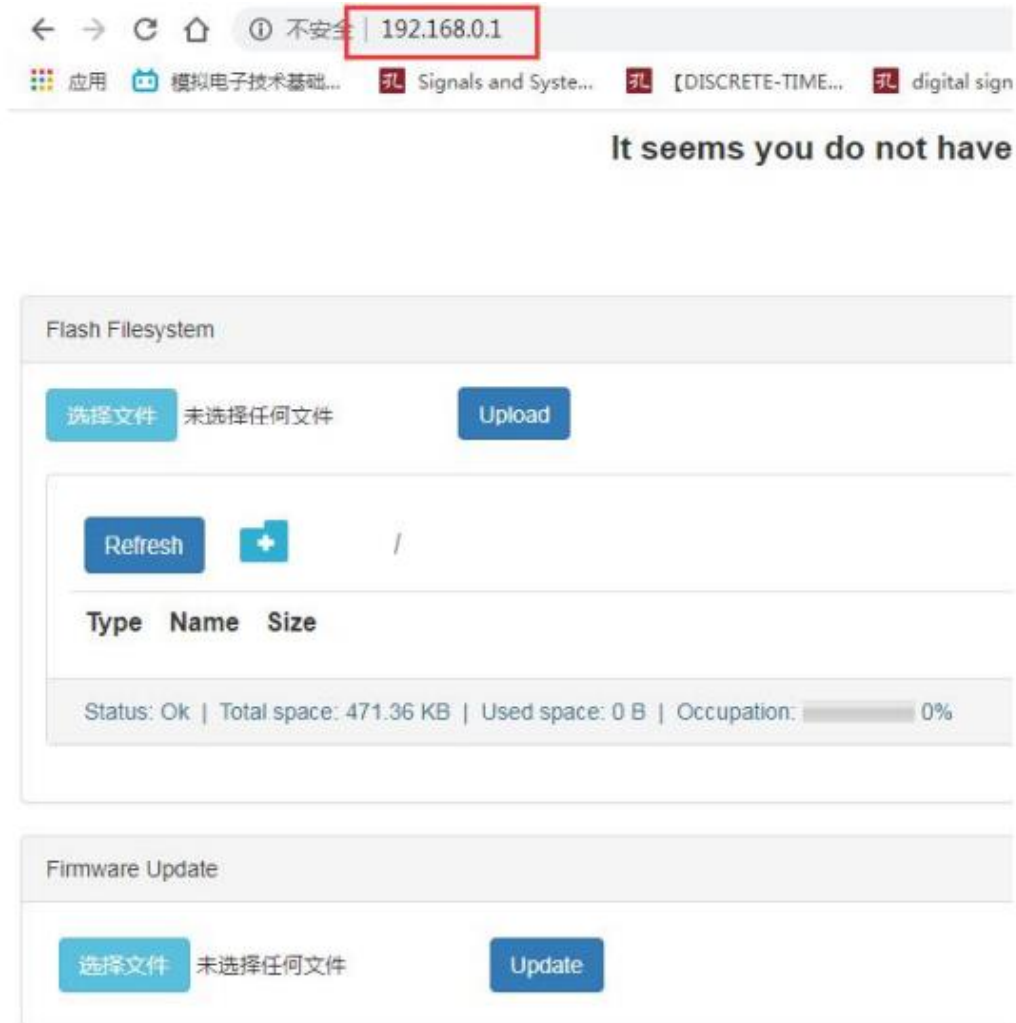 不安全 | 192.168.0.1
应用 模拟电子技术基础... Signals and Syste... 【DISCRETE-TIME... digital sign
It seems you do not have
Flash Filesystem
选择文件 未选择任何文件 Upload
Refresh /
Type Name Size
Status: Ok | Total space: 471.36 KB | Used space: 0 B | Occupation: 0%
Firmware Update
选择文件 未选择任何文件 Update